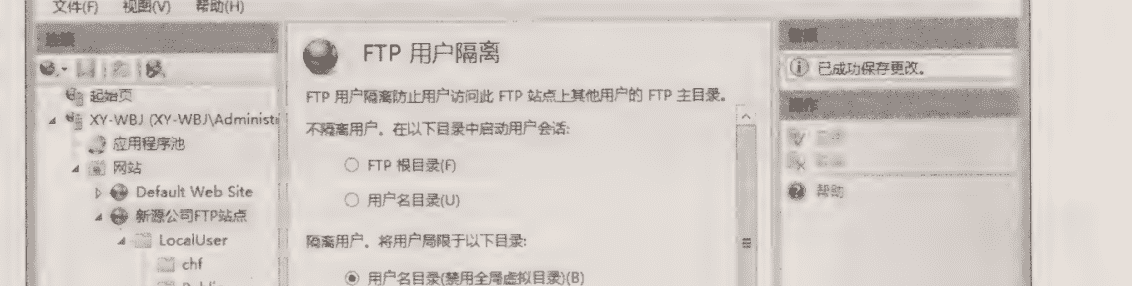 文件(F) 视图(V) 帮助(H)
连接
起始页
XY-WBJ (XY-WBJ\Administr
应用程序池
网站
Default Web Site
新源公司FTP站点
LocalUser
chf
FTP 用户隔离
FTP 用户隔离防止用户访问此 FTP 站点上其他用户的 FTP 主目录。
不隔离用户。在以下目录中启动用户会话:
FTP 根目录(F)
用户名目录(U)
隔离用户。将用户局限于以下目录:
用户名目录(禁用全局虚拟目录)(B)
已成功保存更改。
操作
帮助